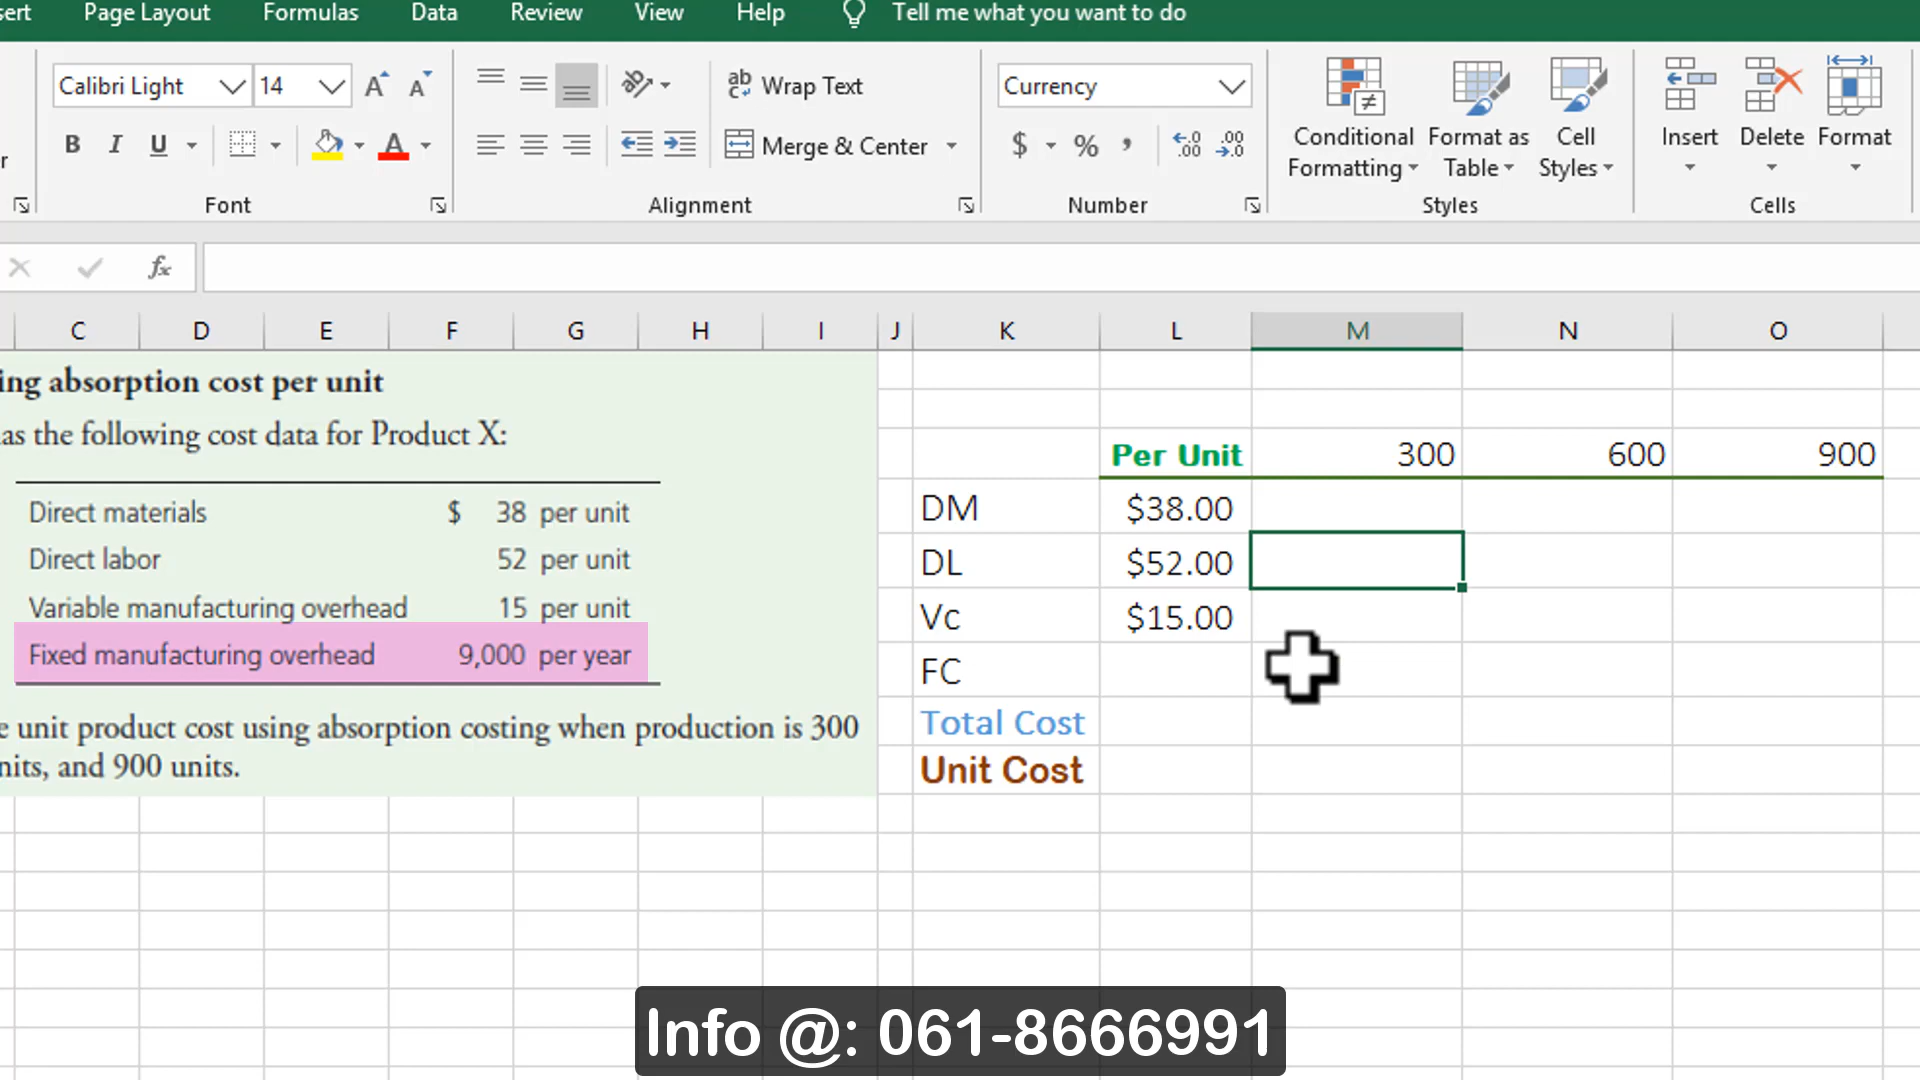 sert Page Layout Formulas Data Review View Help Tell me what you want to do
Calibri Light 14 A A ab Wrap Text Currency
B I U A Merge & Center $ % , .00 .00
Conditional Formatting
Format as Table
Cell Styles
Insert Delete Format
r
Font Alignment Number Styles Cells
fx
C D E F G H I J K L M N O
ing absorption cost per unit
as the following cost data for Product X:
Direct materials $ 38 per unit
Direct labor 52 per unit
Variable manufacturing overhead 15 per unit
Fixed manufacturing overhead 9,000 per year
e unit product cost using absorption costing when production is 300
nits, and 900 units.
Per Unit 300 600 900
DM $38.00
DL $52.00
Vc $15.00
FC
Total Cost
Unit Cost
Info @: 061-8666991